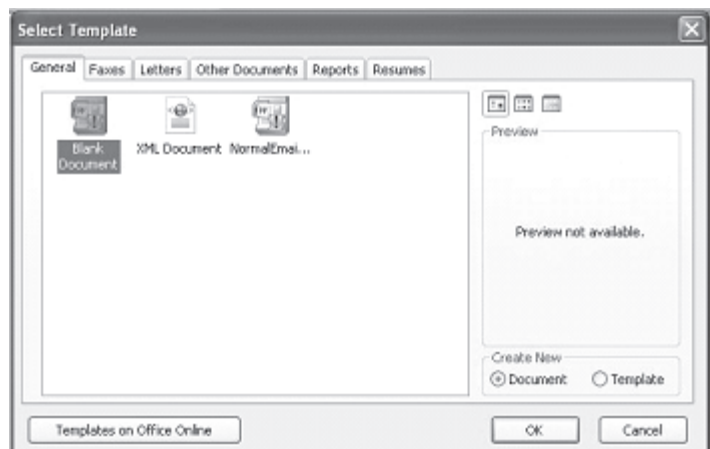 Select Template
General Faxes Letters Other Documents Reports Resumes
Blank Document
XML Document
NormalEmai...
Preview
Preview not available.
Create New
Document Template
Templates on Office Online
OK Cancel